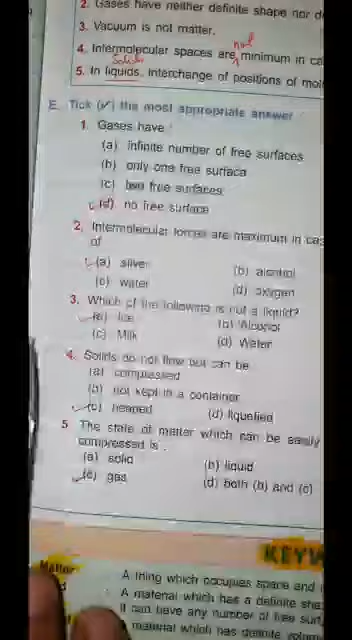 2. Gases have neither definite shape nor d
3. Vacuum is not matter.
not
4. Intermolecular spaces are minimum in ca
Solids
5. In liquids, interchange of positions of mol
E. Tick (✓) the most appropriate answer
1. Gases have
(a) infinite number of free surfaces
(b) only one free surface
(c) two free surfaces
(d) no free surface
2. Intermolecular forces are maximum in cas
of
(a) silver (b) alcohol
(c) water (d) oxygen
3. Which of the following is not a liquid?
(a) Ice (b) Alcohol
(c) Milk (d) Water
4. Solids do not flow but can be
(a) compressed
(b) not kept in a container
(c) heaped (d) liquefied
5 The state of matter which can be easily
compressed is .
(a) solid (b) liquid
(c) gas (d) both (b) and (c)
KEYW
Matter A thing which occupies space and
A material which has a definite sha
it can have any number of free surf
material which has definite volum